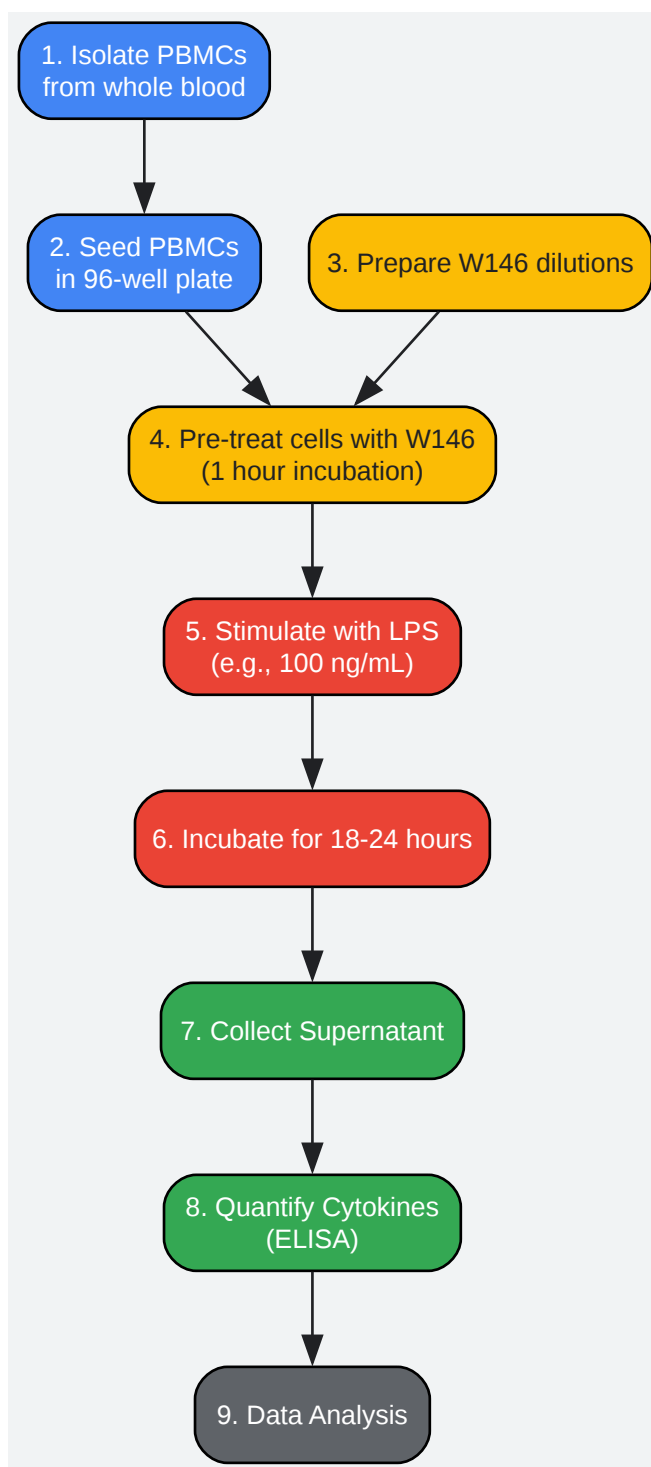 1. Isolate PBMCs
from whole blood
2. Seed PBMCs
in 96-well plate
3. Prepare W146 dilutions
4. Pre-treat cells with W146
(1 hour incubation)
5. Stimulate with LPS
(e.g., 100 ng/mL)
6. Incubate for 18-24 hours
7. Collect Supernatant
8. Quantify Cytokines
(ELISA)
9. Data Analysis